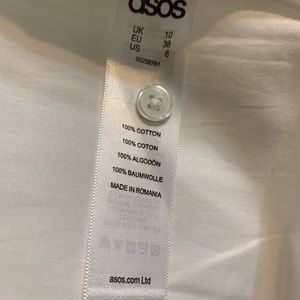 asos
UK 10
EU 38
US 6
05258781
100% COTTON
100% COTON
100% ALGODÓN
100% BAUMWOLLE
MADE IN ROMANIA
asos.com Ltd